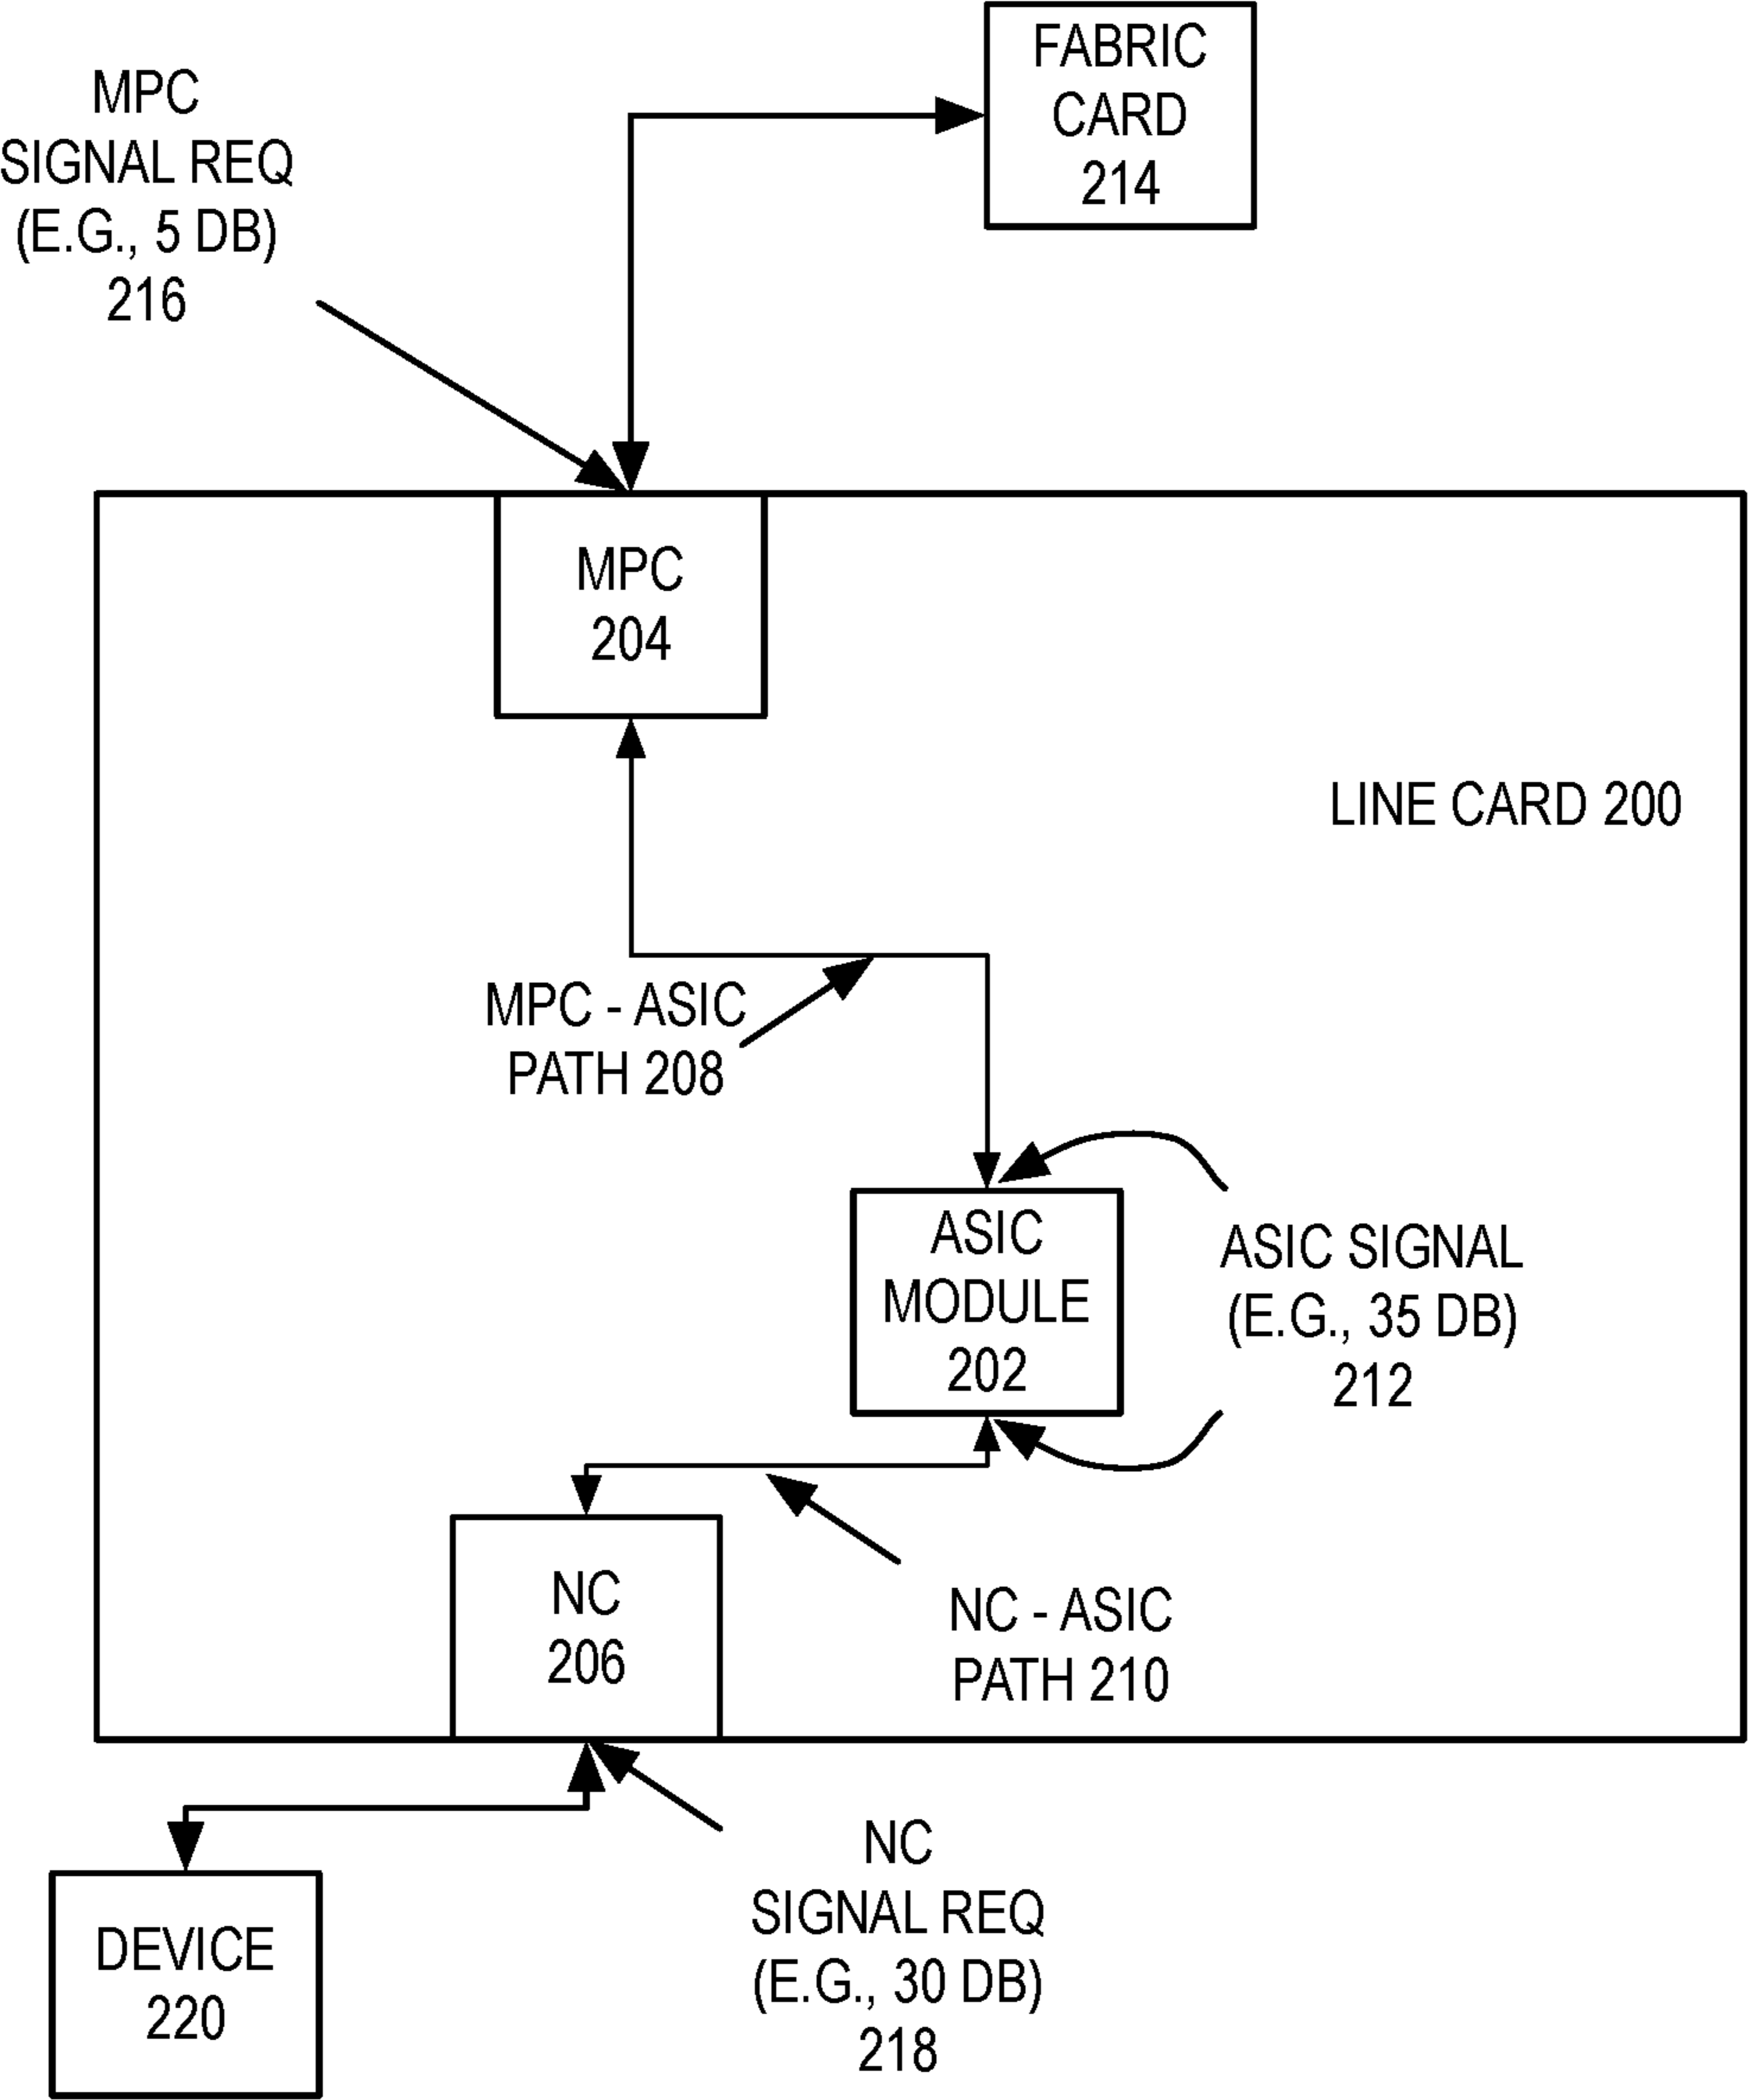 FABRIC
CARD
214
MPC
SIGNAL REQ
(E.G., 5 DB)
216
MPC
204
LINE CARD 200
MPC - ASIC
PATH 208
ASIC
MODULE
202
ASIC SIGNAL
(E.G., 35 DB)
212
NC
206
NC - ASIC
PATH 210
NC
SIGNAL REQ
(E.G., 30 DB)
218
DEVICE
220